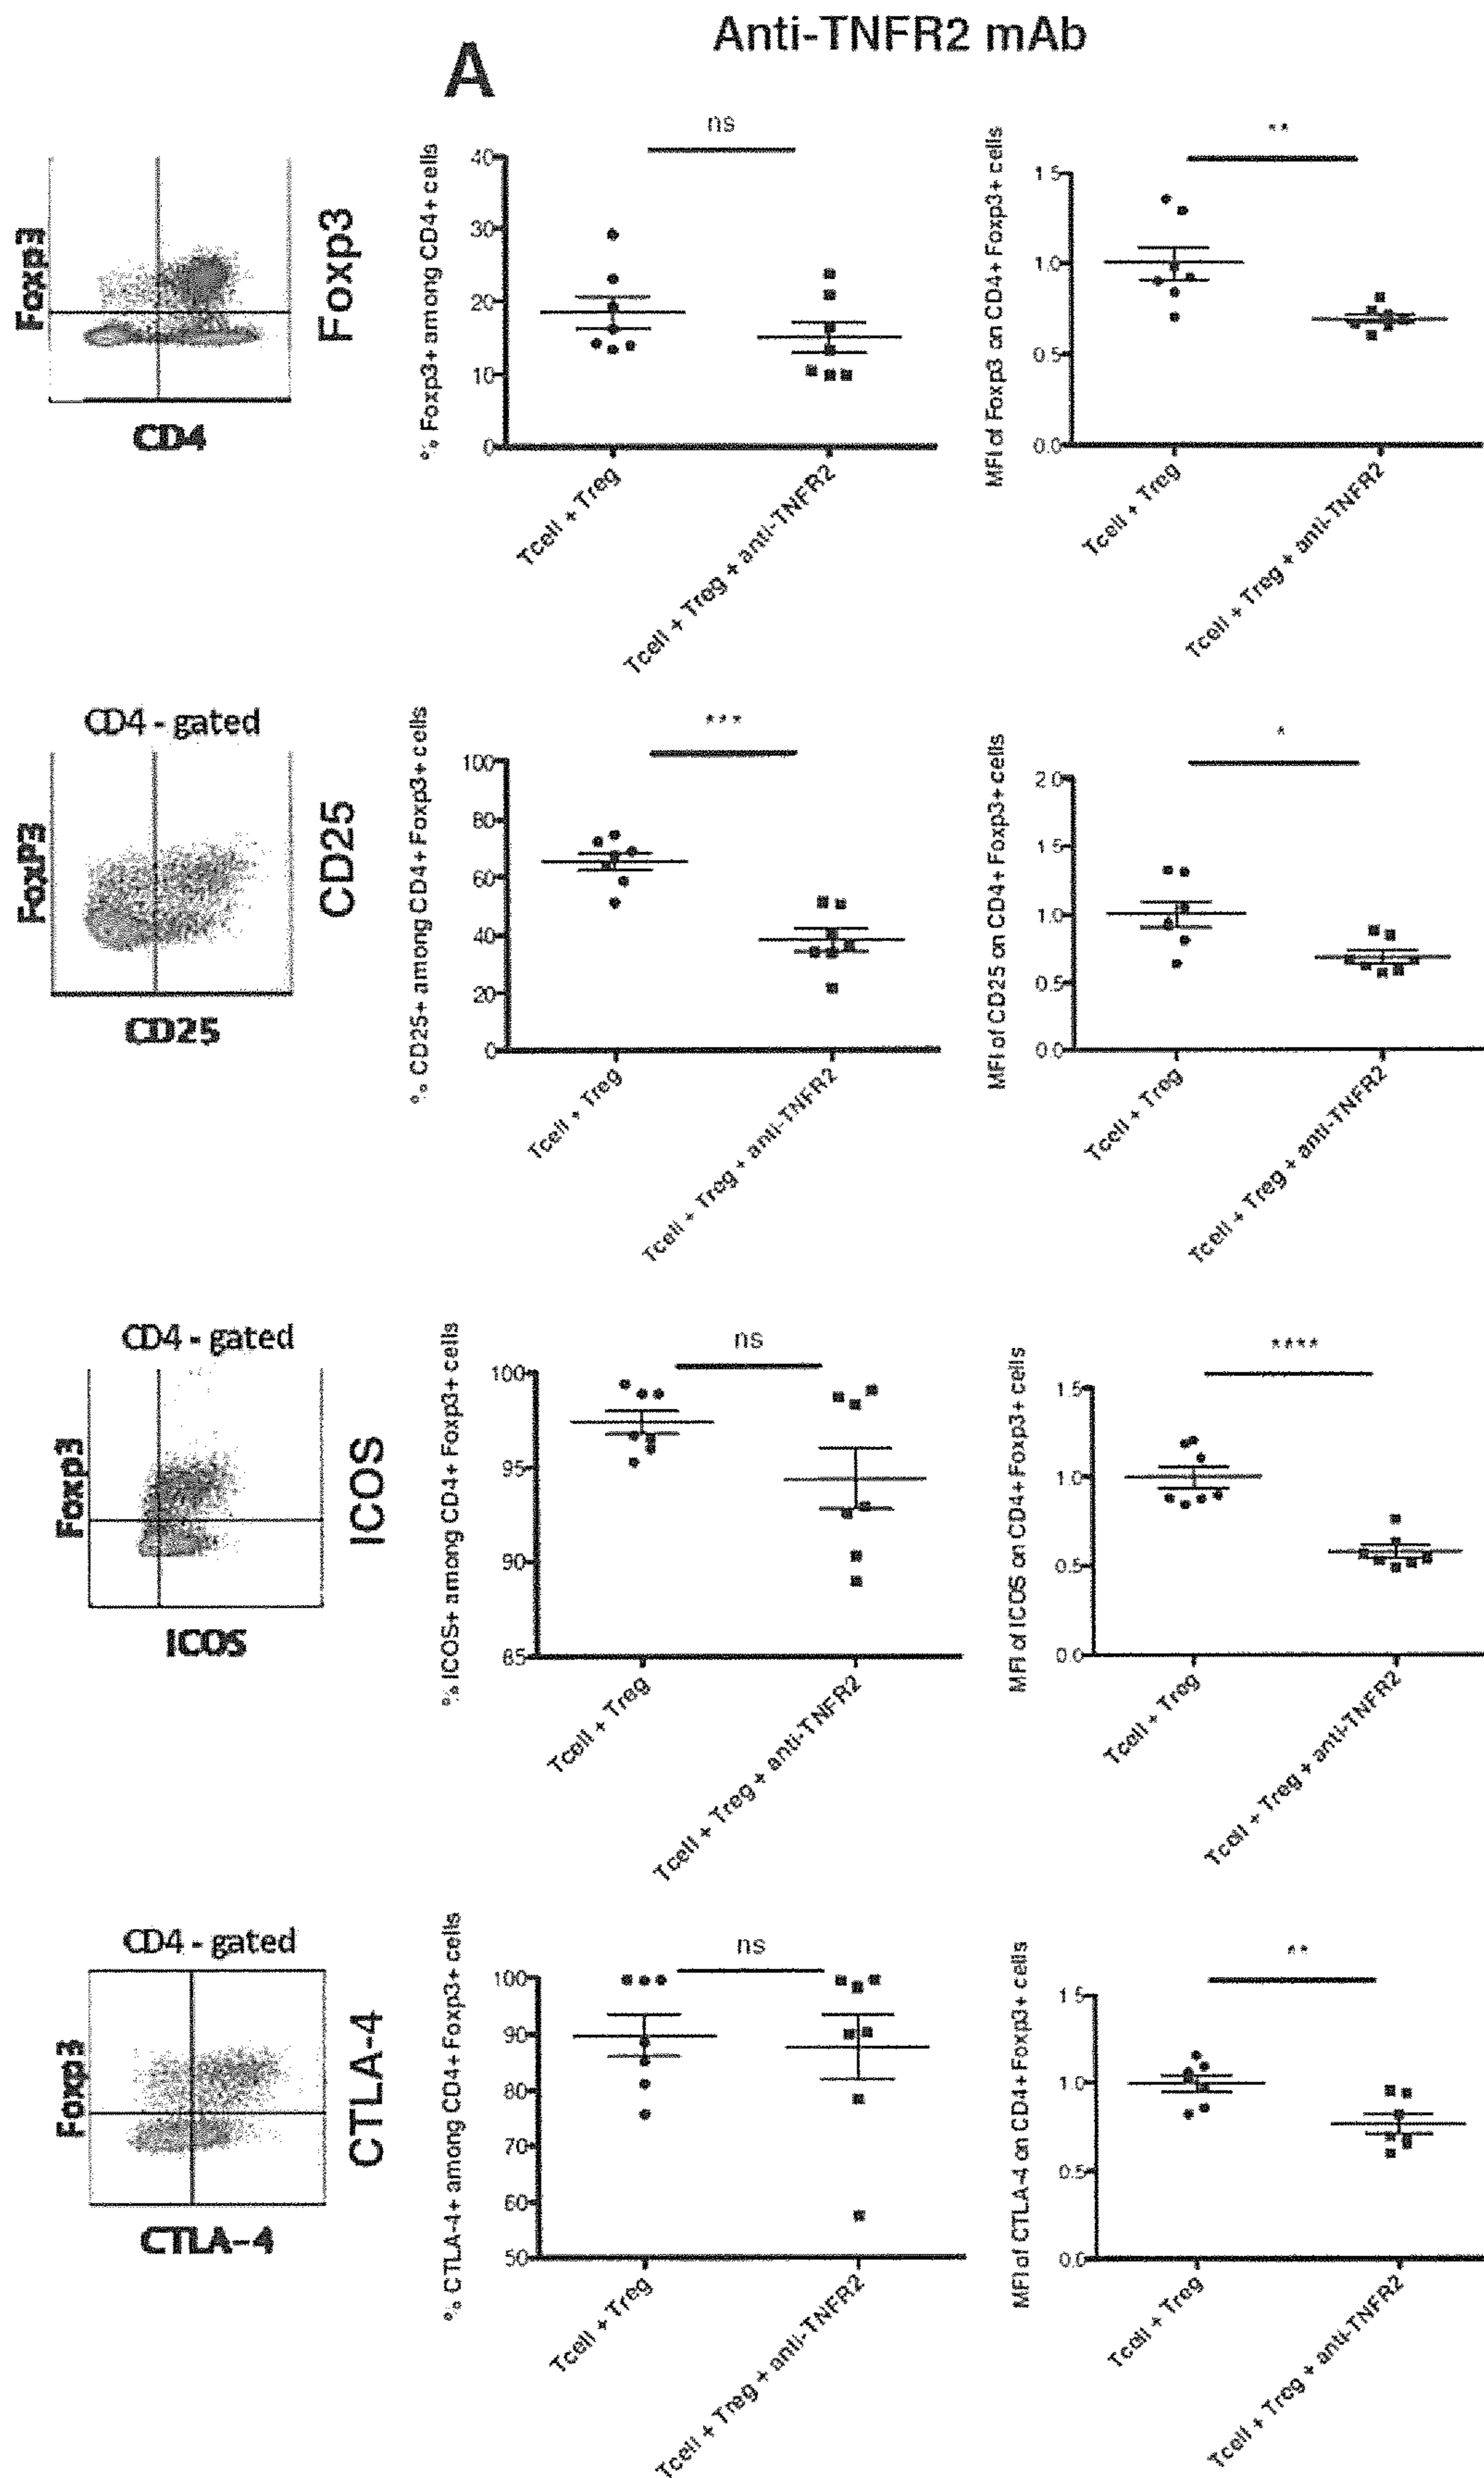 Anti-TNFR2 mAb
A
Foxp3
CD4
Foxp3
% Foxp3+ among CD4+ cells
40
30
20
10
0
ns
Tcell + Treg
Tcell + Treg + anti-TNFR2
MFI of Foxp3 on CD4+ Foxp3+ cells
1.5
1.0
0.5
0.0
**
Tcell + Treg
Tcell + Treg + anti-TNFR2
CD4 - gated
FoxP3
CD25
CD25
% CD25+ among CD4+ Foxp3+ cells
100
80
60
40
20
0
***
Tcell + Treg
Tcell + Treg + anti-TNFR2
MFI of CD25 on CD4+ Foxp3+ cells
2.0
1.5
1.0
0.5
0.0
*
Tcell + Treg
Tcell + Treg + anti-TNFR2
CD4 - gated
Foxp3
ICOS
ICOS
% ICOS+ among CD4+ Foxp3+ cells
100
95
90
85
ns
Tcell + Treg
Tcell + Treg + anti-TNFR2
MFI of ICOS on CD4+ Foxp3+ cells
1.5
1.0
0.5
0.0
****
Tcell + Treg
Tcell + Treg + anti-TNFR2
CD4 - gated
Foxp3
CTLA-4
CTLA-4
% CTLA-4+ among CD4+ Foxp3+ cells
100
90
80
70
60
50
ns
Tcell + Treg
Tcell + Treg + anti-TNFR2
MFI of CTLA-4 on CD4+ Foxp3+ cells
1.5
1.0
0.5
0.0
**
Tcell + Treg
Tcell + Treg + anti-TNFR2